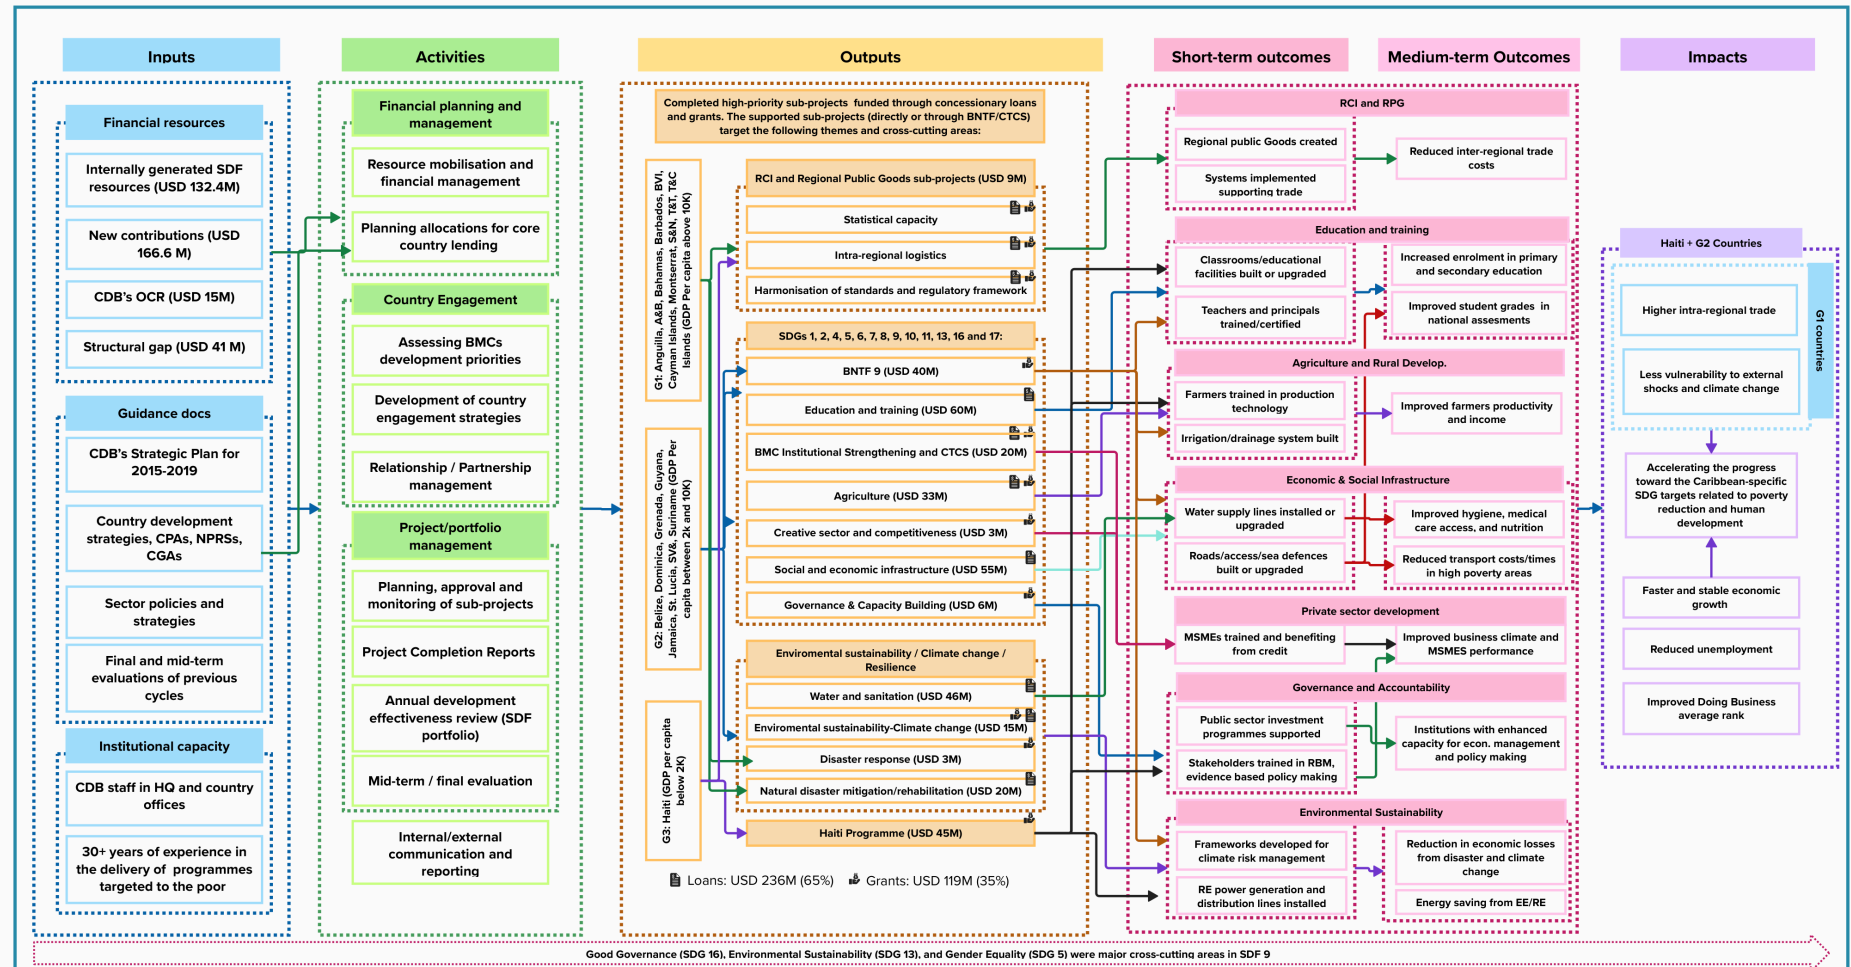 Inputs
Financial resources
Internally generated SDF
resources (USD 132.4M)
New contributions (USD
166.6 M)
CDB's OCR (USD 15M)
Structural gap (USD 41 M)
Guidance docs
CDB's Strategic Plan for
2015-2019
Country development
strategies, CPAs, NPRSs,
CGAs
Sector policies and
strategies
Final and mid-term
evaluations of previous
cycles
Institutional capacity
CDB staff in HQ and country
offices
30+ years of experience in
the delivery of programmes
targeted to the poor
Activities
Financial planning and
management
Resource mobilisation and
financial management
Planning allocations for core
country lending
Country Engagement
Assessing BMCs
development priorities
Development of country
engagement strategies
Relationship / Partnership
management
Project/portfolio
management
Planning, approval and
monitoring of sub-projects
Project Completion Reports
Annual development
effectiveness review (SDF
portfolio)
Mid-term / final evaluation
Internal/external
communication and
reporting
Outputs
Completed high-priority sub-projects funded through concessionary loans
and grants. The supported sub-projects (directly or through BNTF/CTCS)
target the following themes and cross-cutting areas:
G1: Anguilla, A&B, Bahamas, Barbados, BVI,
Cayman Islands, Montserrat, S&N, T&T, T&C
Islands (GDP Per capita above 10K)
G2: Belize, Dominica, Grenada, Guyana,
Jamaica, St. Lucia, SV&, Suriname (GDP Per
capita between 2k and 10K)
G3: Haiti (GDP per capita
below 2K)
RCI and Regional Public Goods sub-projects (USD 9M)
Statistical capacity
Intra-regional logistics
Harmonisation of standards and regulatory framework
SDGs 1, 2, 4, 5, 6, 7, 8, 9, 10, 11, 13, 16 and 17:
BNTF 9 (USD 40M)
Education and training (USD 60M)
BMC Institutional Strengthening and CTCS (USD 20M)
Agriculture (USD 33M)
Creative sector and competitiveness (USD 3M)
Social and economic infrastructure (USD 55M)
Governance & Capacity Building (USD 6M)
Enviromental sustainability / Climate change /
Resilience
Water and sanitation (USD 46M)
Enviromental sustainability-Climate change (USD 15M)
Disaster response (USD 3M)
Natural disaster mitigation/rehabilitation (USD 20M)
Haiti Programme (USD 45M)
Loans: USD 236M (65%) Grants: USD 119M (35%)
Short-term outcomes
Medium-term Outcomes
RCI and RPG
Regional public Goods created
Systems implemented
supporting trade
Reduced inter-regional trade
costs
Education and training
Classrooms/educational
facilities built or upgraded
Teachers and principals
trained/certified
Increased enrolment in primary
and secondary education
Improved student grades in
national assesments
Agriculture and Rural Develop.
Farmers trained in production
technology
Irrigation/drainage system built
Improved farmers productivity
and income
Economic & Social Infrastructure
Water supply lines installed or
upgraded
Roads/access/sea defences
built or upgraded
Improved hygiene, medical
care access, and nutrition
Reduced transport costs/times
in high poverty areas
Private sector development
MSMEs trained and benefiting
from credit
Improved business climate and
MSMES performance
Governance and Accountability
Public sector investment
programmes supported
Stakeholders trained in RBM,
evidence based policy making
Institutions with enhanced
capacity for econ. management
and policy making
Environmental Sustainability
Frameworks developed for
climate risk management
RE power generation and
distribution lines installed
Reduction in economic losses
from disaster and climate
change
Energy saving from EE/RE
Impacts
Haiti + G2 Countries
G1 countries
Higher intra-regional trade
Less vulnerability to external
shocks and climate change
Accelerating the progress
toward the Caribbean-specific
SDG targets related to poverty
reduction and human
development
Faster and stable economic
growth
Reduced unemployment
Improved Doing Business
average rank
Good Governance (SDG 16), Environmental Sustainability (SDG 13), and Gender Equality (SDG 5) were major cross-cutting areas in SDF 9